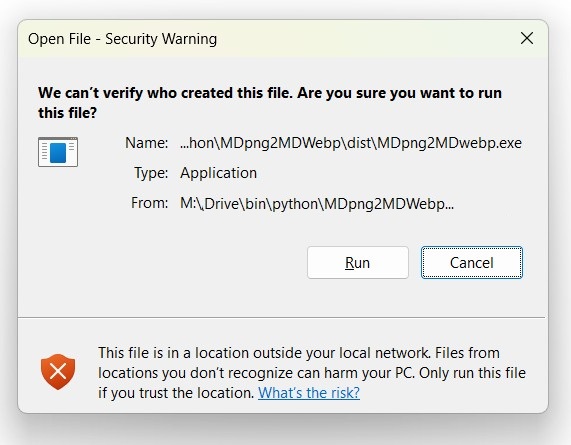 Open File - Security Warning
We can't verify who created this file. Are you sure you want to run
this file?
Name: ...hon\MDpng2MDWebp\dist\MDpng2MDwebp.exe
Type: Application
From: M:\,Drive\bin\python\MDpng2MDWebp...
Run Cancel
This file is in a location outside your local network. Files from
locations you don't recognize can harm your PC. Only run this file
if you trust the location. What's the risk?